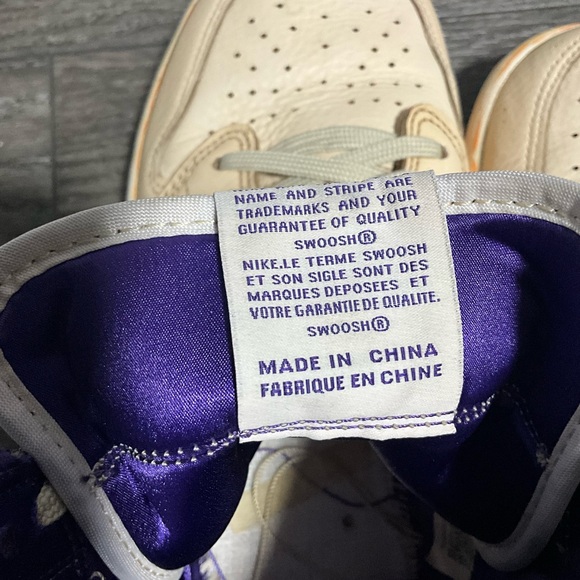 NAME AND STRIPE ARE
TRADEMARKS AND YOUR
GUARANTEE OF QUALITY
SWOOSH®
NIKE.LE TERME SWOOSH
ET SON SIGLE SONT DES
MARQUES DEPOSEES ET
VOTRE GARANTIE DE QUALITE.
SWOOSH®
MADE IN CHINA
FABRIQUE EN CHINE